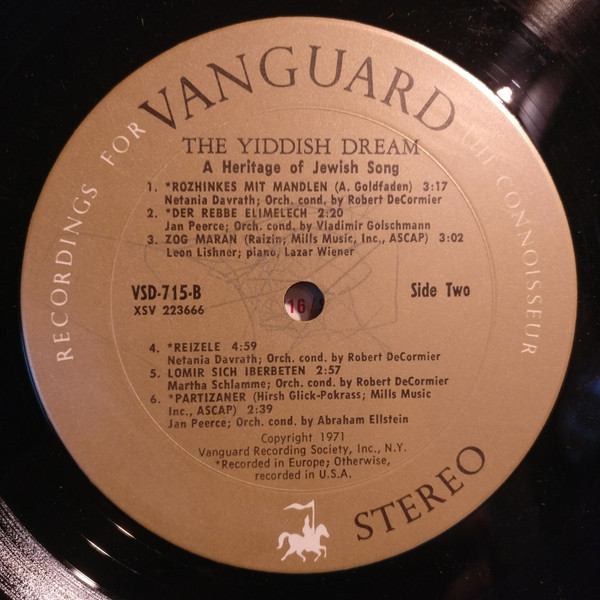 RECORDINGS FOR THE CONNOISSEUR
VANGUARD
THE YIDDISH DREAM
A Heritage of Jewish Song
1. *ROZHINKES MIT MANDLEN (A. Goldfaden) 3:17
Netania Davrath; Orch. cond. by Robert DeCormier
2. *DER REBBE ELIMELECH 2:20
Jan Peerce; Orch. cond. by Vladimir Golschmann
3. ZOG MARAN (Raizin; Mills Music, Inc., ASCAP) 3:02
Leon Lishner; piano, Lazar Wiener
VSD-715-B
XSV 223666
Side Two
16
4. *REIZELE 4:59
Netania Davrath; Orch. cond. by Robert DeCormier
5. LOMIR SICH IBERBETEN 2:57
Martha Schlamme; Orch. cond. by Robert DeCormier
6. *PARTIZANER (Hirsh Glick-Pokrass; Mills Music
Inc., ASCAP) 2:39
Jan Peerce; Orch. cond. by Abraham Ellstein
Copyright 1971
Vanguard Recording Society, Inc., N.Y.
*Recorded in Europe; Otherwise,
recorded in U.S.A.
STEREO